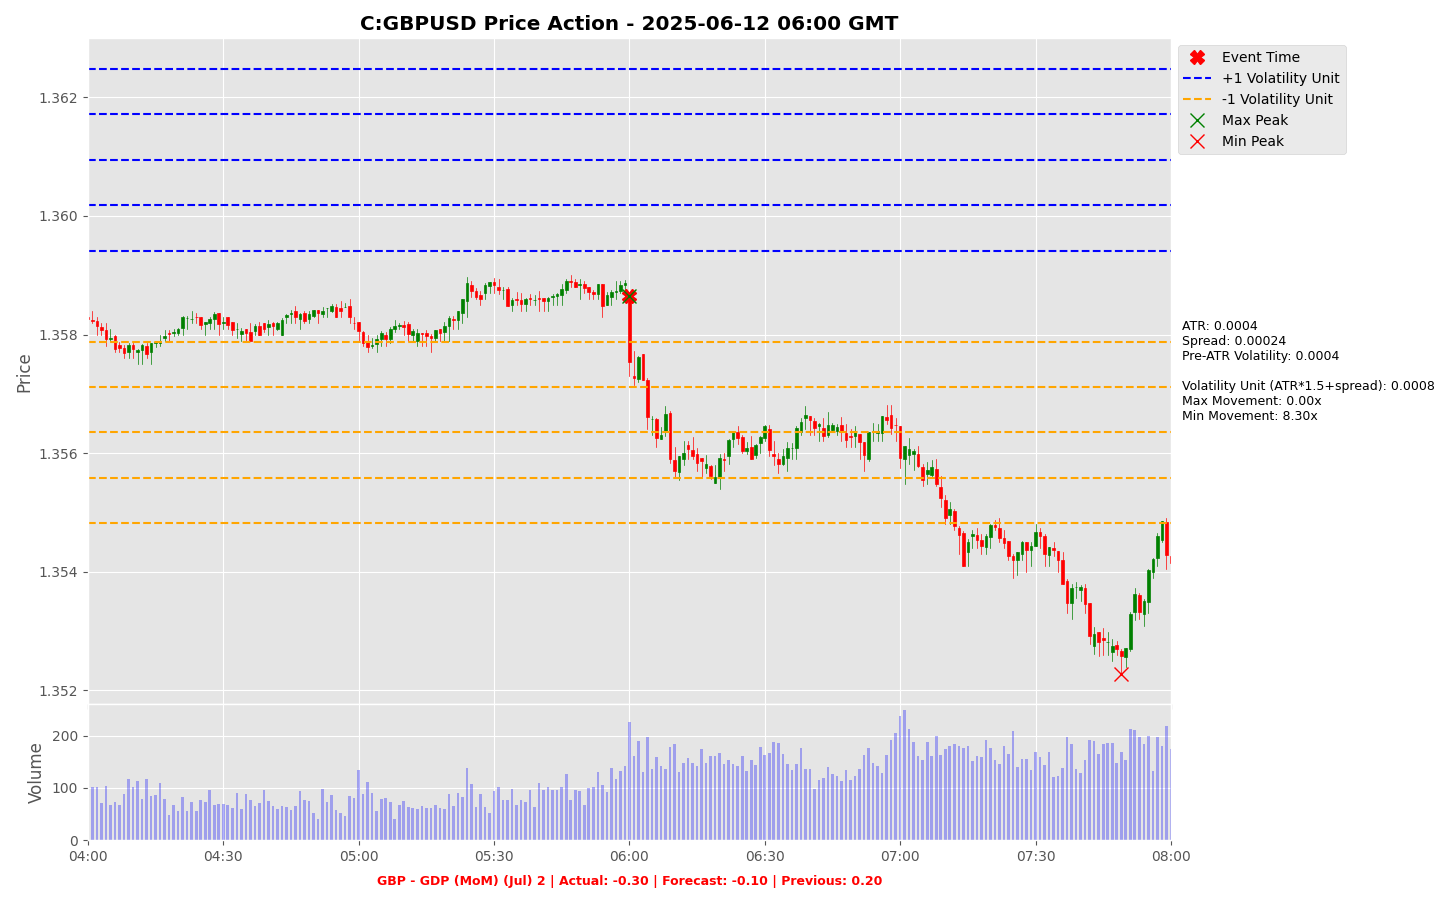 C:GBPUSD Price Action - 2025-06-12 06:00 GMT
Event Time
+1 Volatility Unit
-1 Volatility Unit
Max Peak
Min Peak
1.362
1.360
1.358
1.356
1.354
1.352
Price
ATR: 0.0004
Spread: 0.00024
Pre-ATR Volatility: 0.0004
Volatility Unit (ATR*1.5+spread): 0.0008
Max Movement: 0.00x
Min Movement: 8.30x
200
100
0
Volume
04:00 04:30 05:00 05:30 06:00 06:30 07:00 07:30 08:00
GBP - GDP (MoM) (Jul) 2 | Actual: -0.30 | Forecast: -0.10 | Previous: 0.20